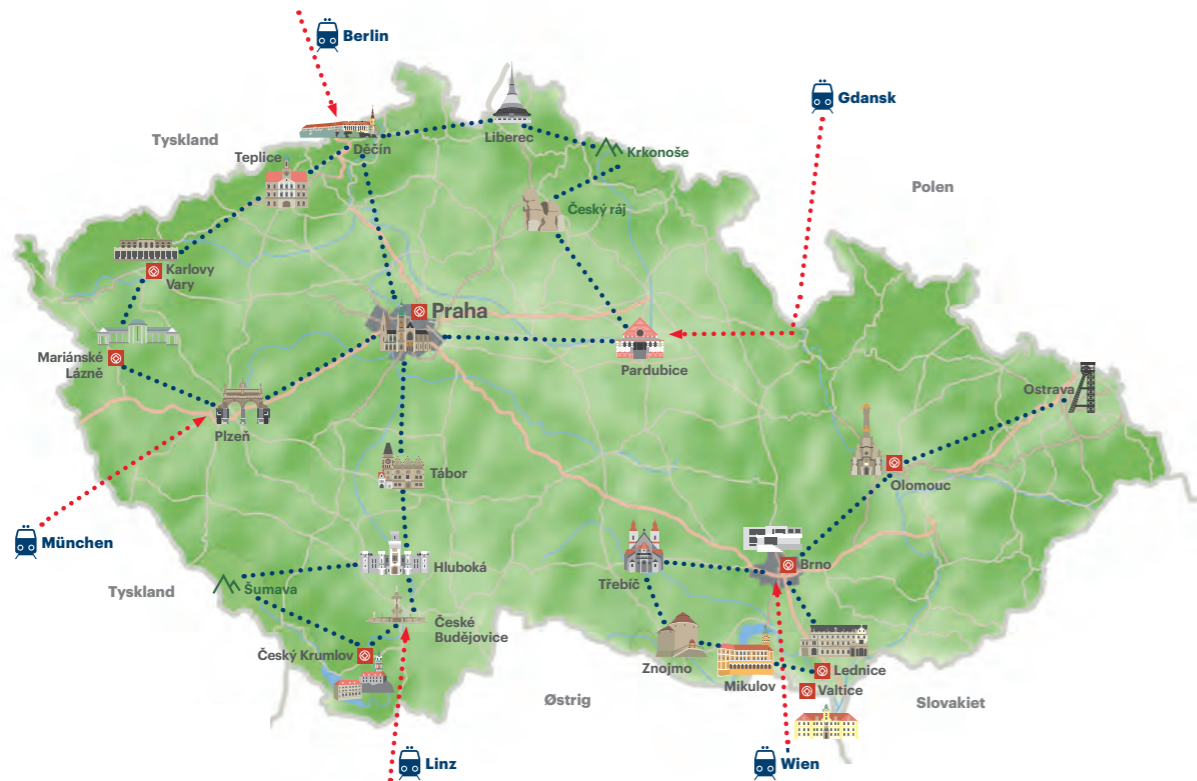 Berlin
Gdansk
Tyskland
Liberec
Děčín
Krkonoše
Teplice
Polen
Český ráj
Karlovy
Vary
Praha
Mariánské
Lázně
Pardubice
Ostrava
Plzeň
Tábor
Olomouc
München
Hluboká
Třebíč
Brno
Tyskland
Šumava
České
Budějovice
Český Krumlov
Znojmo
Mikulov
Lednice
Valtice
Østrig
Slovakiet
Linz
Wien